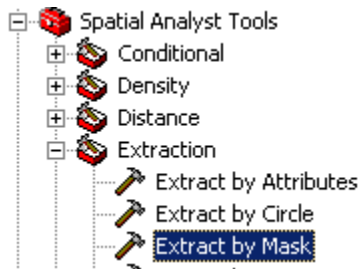 Spatial Analyst Tools
Conditional
Density
Distance
Extraction
Extract by Attributes
Extract by Circle
Extract by Mask